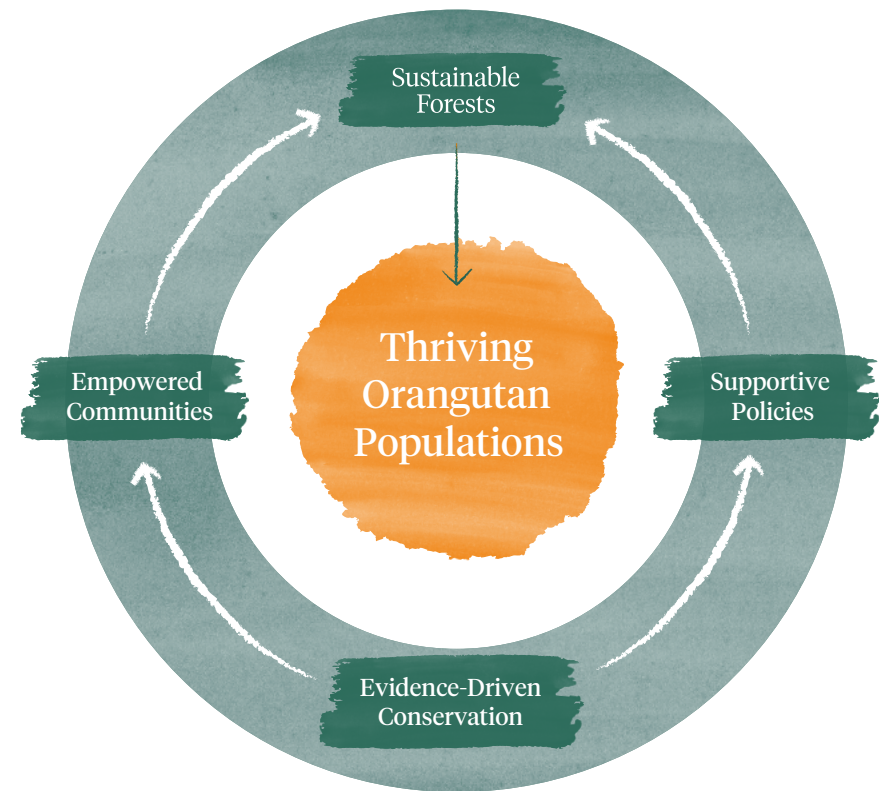 Sustainable
Forests
Thriving
Orangutan
Populations
Empowered
Communities
Supportive
Policies
Evidence-Driven
Conservation